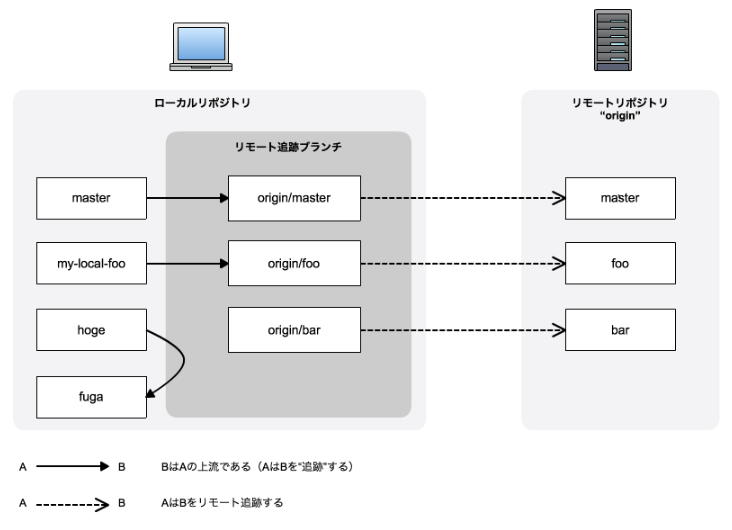 ローカルリポジトリ
リモートリポジトリ
“origin”
リモート追跡ブランチ
master
origin/master
master
my-local-foo
origin/foo
foo
hoge
origin/bar
bar
fuga
A B BはAの上流である（AはBを“追跡”する）
A B AはBをリモート追跡する